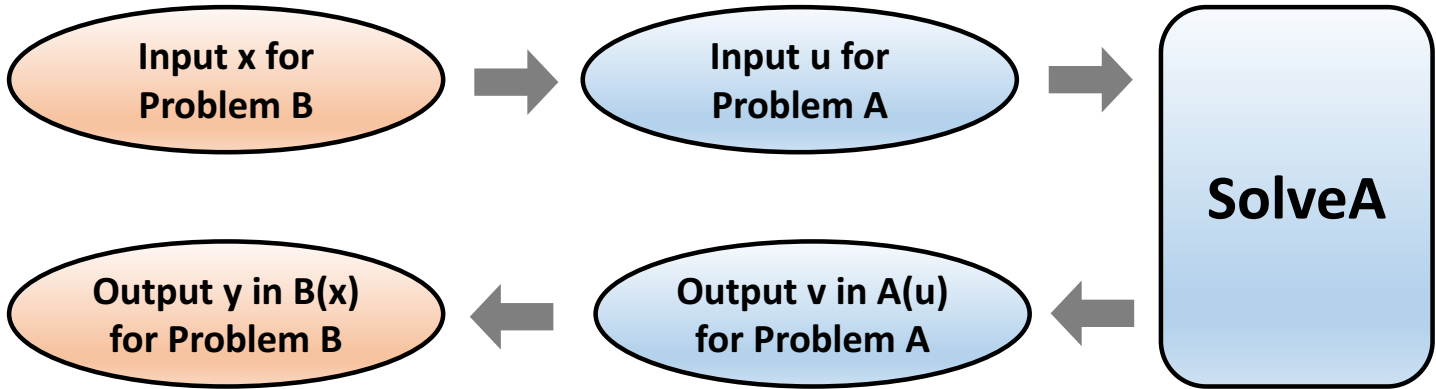 Input x for
Problem B
Input u for
Problem A
SolveA
Output y in B(x)
for Problem B
Output v in A(u)
for Problem A